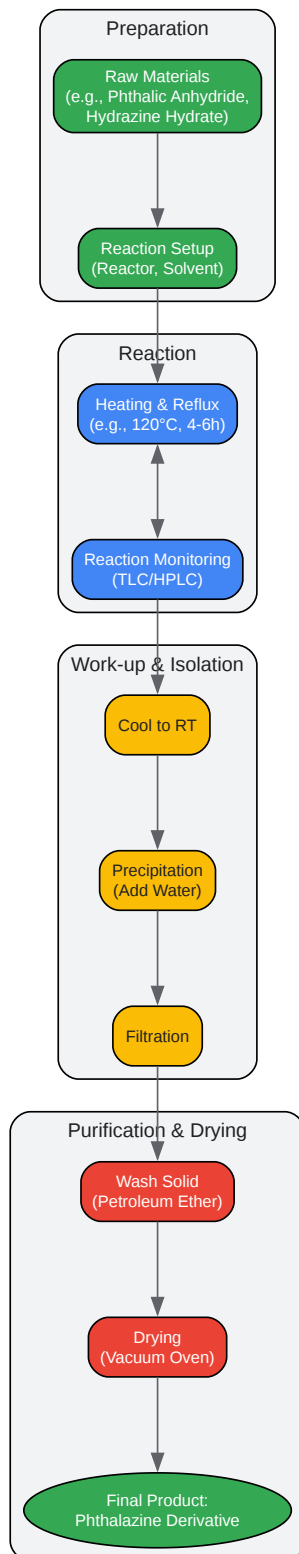 Preparation
Raw Materials
(e.g., Phthalic Anhydride,
Hydrazine Hydrate)
Reaction Setup
(Reactor, Solvent)
Reaction
Heating & Reflux
(e.g., 120°C, 4-6h)
Reaction Monitoring
(TLC/HPLC)
Work-up & Isolation
Cool to RT
Precipitation
(Add Water)
Filtration
Purification & Drying
Wash Solid
(Petroleum Ether)
Drying
(Vacuum Oven)
Final Product:
Phthalazine Derivative